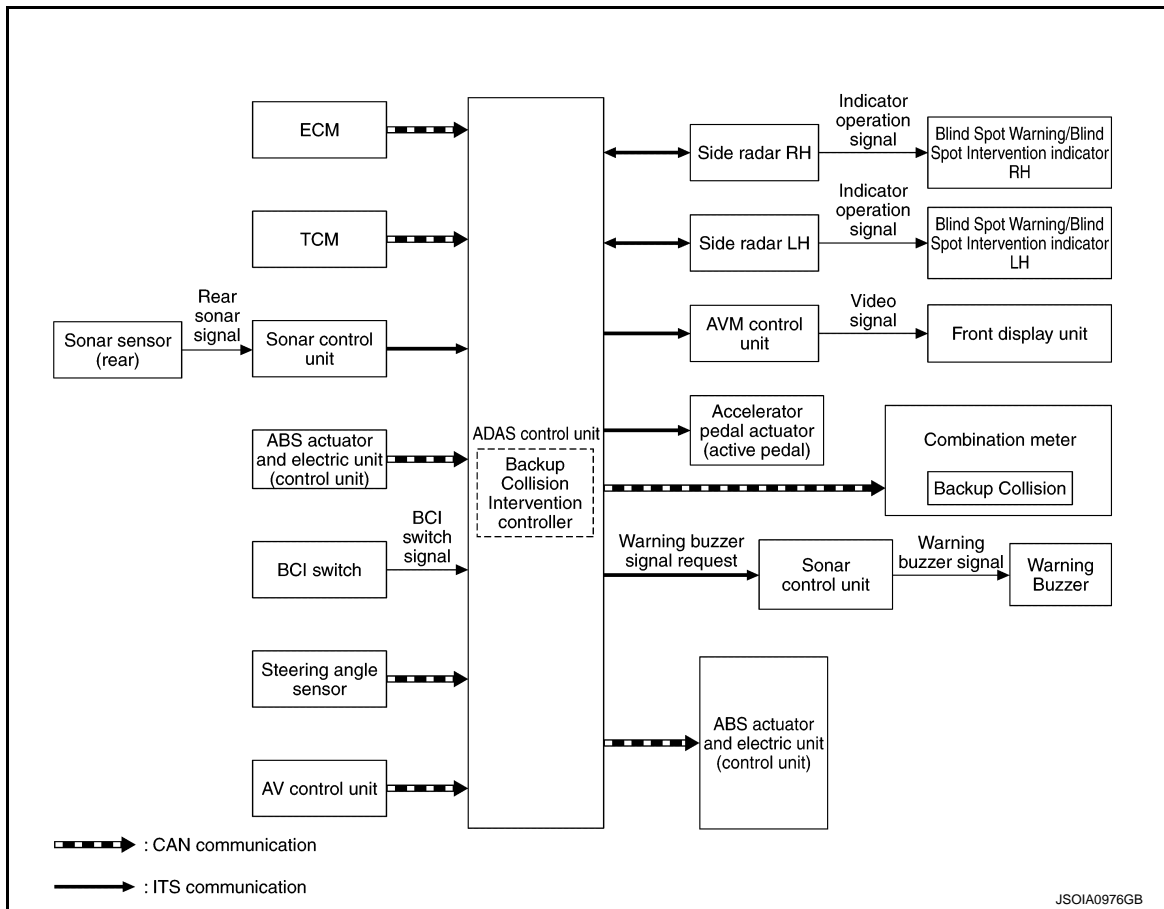 ECM
TCM
Rear
sonar
signal
Sonar sensor
(rear)
Sonar control
unit
ABS actuator
and electric unit
(control unit)
BCI
switch
signal
BCI switch
Steering angle
sensor
AV control unit
ADAS control unit
Backup
Collision
Intervention
controller
Side radar RH
Indicator
operation
signal
Blind Spot Warning/Blind
Spot Intervention indicator
RH
Side radar LH
Indicator
operation
signal
Blind Spot Warning/Blind
Spot Intervention indicator
LH
AVM control
unit
Video
signal
Front display unit
Accelerator
pedal actuator
(active pedal)
Combination meter
Backup Collision
Warning buzzer
signal request
Sonar
control unit
Warning
buzzer signal
Warning
Buzzer
ABS actuator
and electric unit
(control unit)
: CAN communication
: ITS communication
JSOIA0976GB